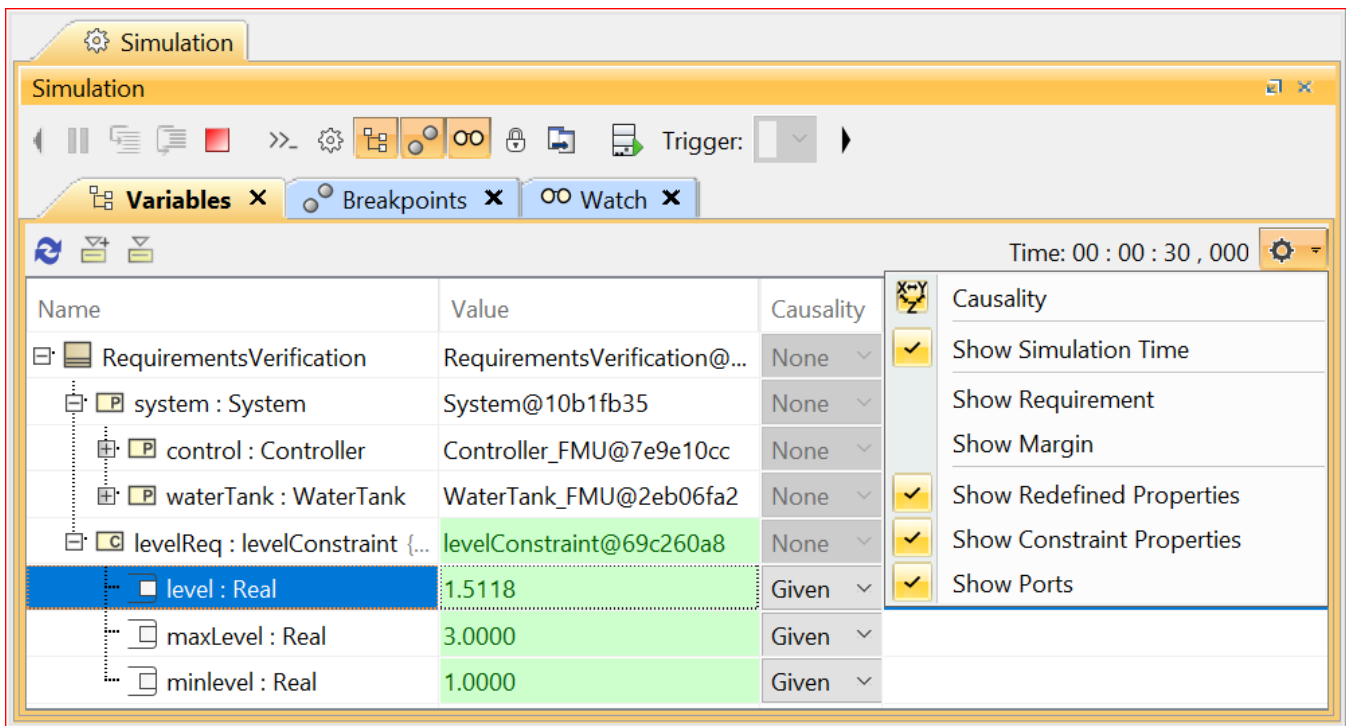 Simulation
Simulation
Trigger:
Variables Breakpoints Watch
Time: 00 : 00 : 30 , 000
Name Value Causality
RequirementsVerification RequirementsVerification@... None
system : System System@10b1fb35 None
control : Controller Controller_FMU@7e9e10cc None
waterTank : WaterTank WaterTank_FMU@2eb06fa2 None
levelReq : levelConstraint {... levelConstraint@69c260a8 None
level : Real 1.5118 Given
maxLevel : Real 3.0000 Given
minlevel : Real 1.0000 Given
X↔Y Z Causality
Show Simulation Time
Show Requirement
Show Margin
Show Redefined Properties
Show Constraint Properties
Show Ports